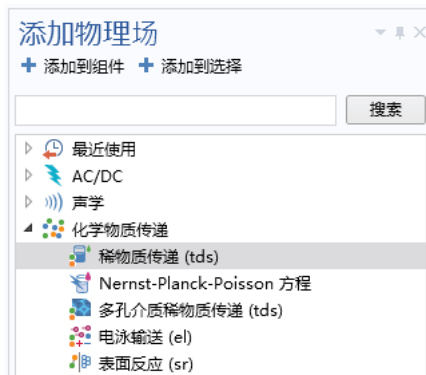 添加物理场
添加到组件 添加到选择
搜索
最近使用
AC/DC
声学
化学物质传递
稀物质传递 (tds)
Nernst-Planck-Poisson 方程
多孔介质稀物质传递 (tds)
电泳输送 (el)
表面反应 (sr)